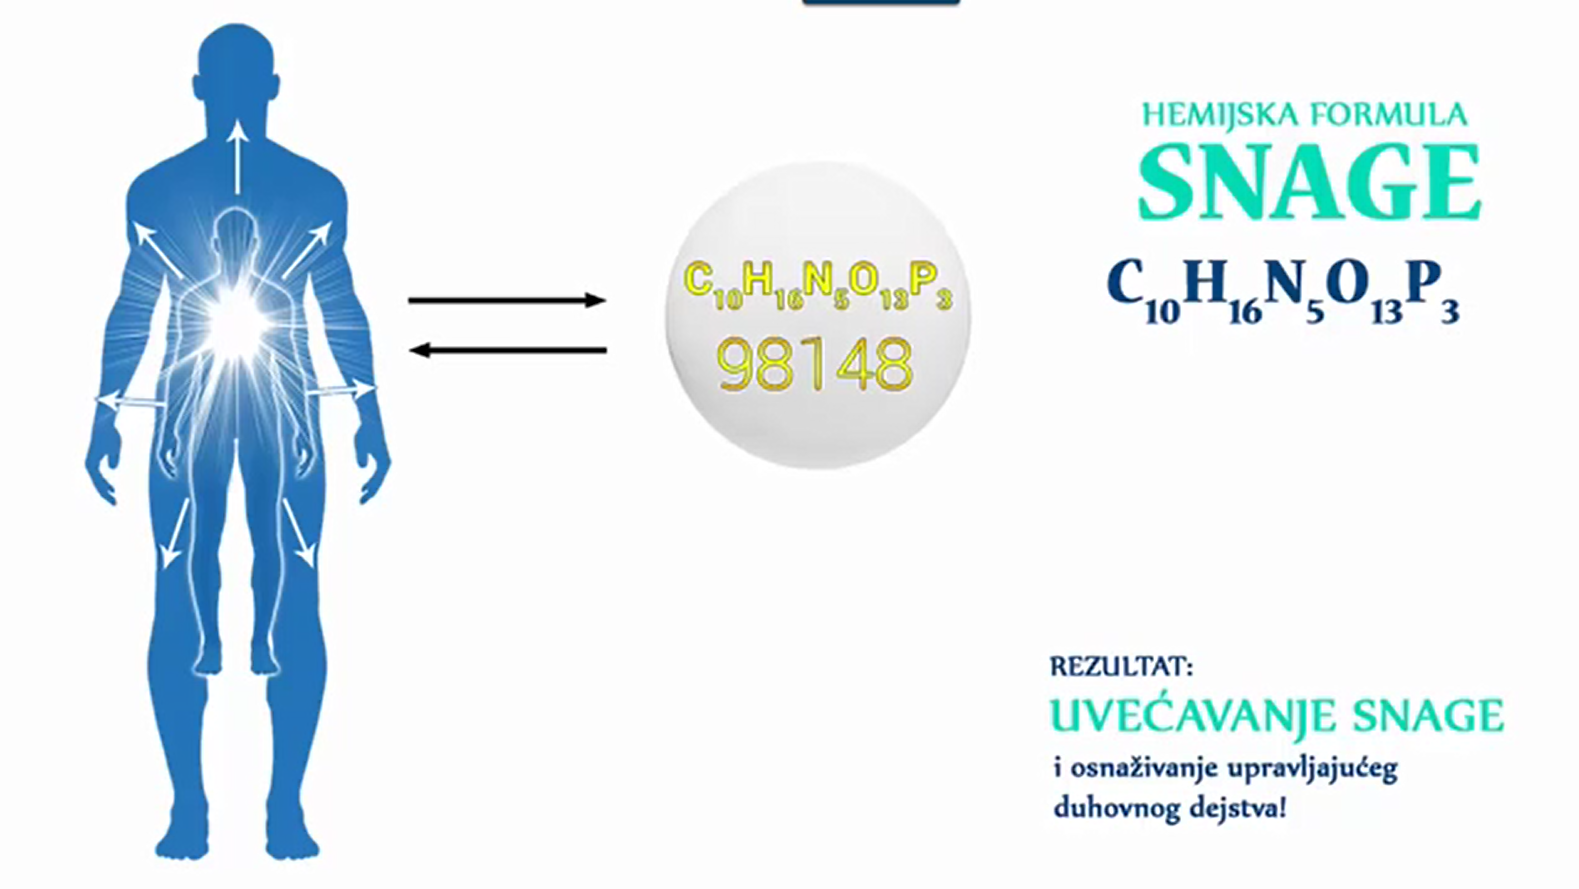 HEMIJSKA FORMULA
SNAGE
C10H16N5O13P3
C10H16N5O13P3
98148
REZULTAT:
UVEĆAVANJE SNAGE
i osnaživanje upravljajućeg
duhovnog dejstva!